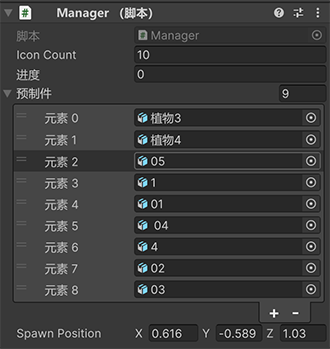 Manager （脚本）
脚本 Manager
Icon Count 10
进度 0
预制件 9
元素 0 植物3
元素 1 植物4
元素 2 05
元素 3 1
元素 4 01
元素 5 04
元素 6 4
元素 7 02
元素 8 03
+ -
Spawn Position X 0.616 Y -0.589 Z 1.03